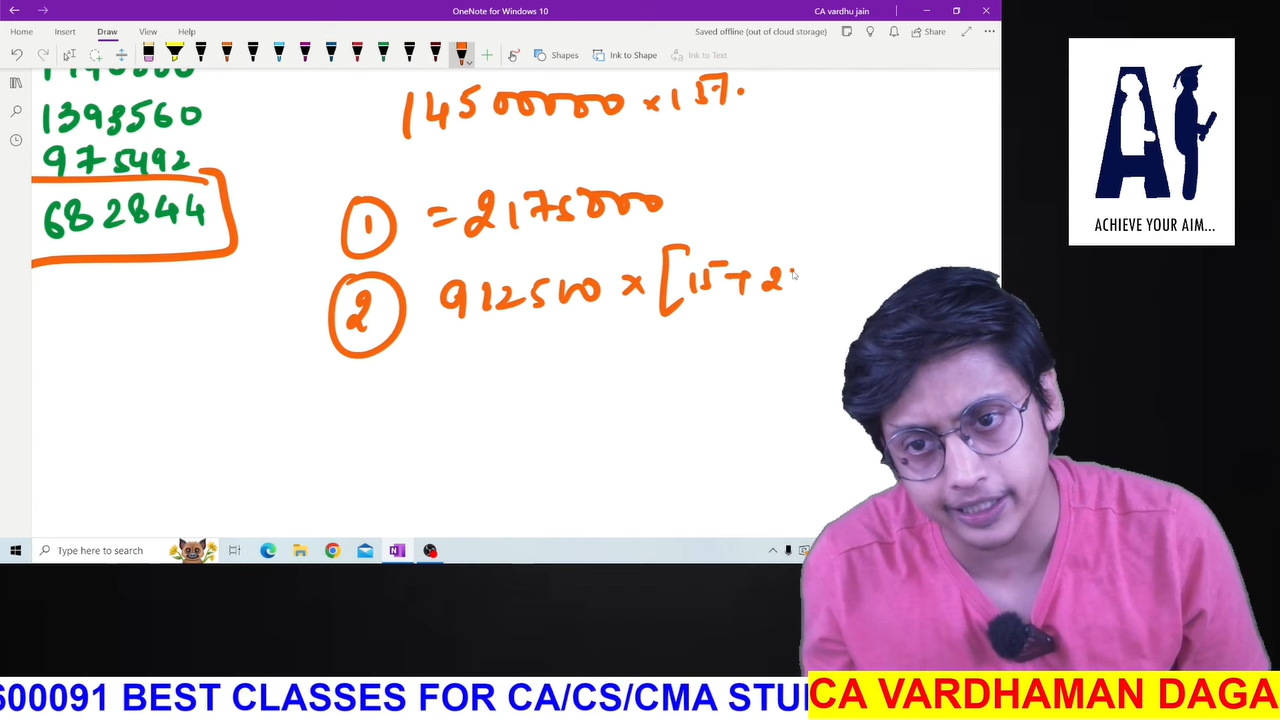 OneNote for Windows 10
CA vardhu jain
Home Insert Draw View Help
Saved offline (out of cloud storage)
Share
Shapes
Ink to Shape
Ink to Text
1393560
975492
682844
14500000 × 15%
① = 2175000
② 912500 × [15+2
ACHIEVE YOUR AIM...
Type here to search
600091 BEST CLASSES FOR CA/CS/CMA STU
CA VARDHAMAN DAGA